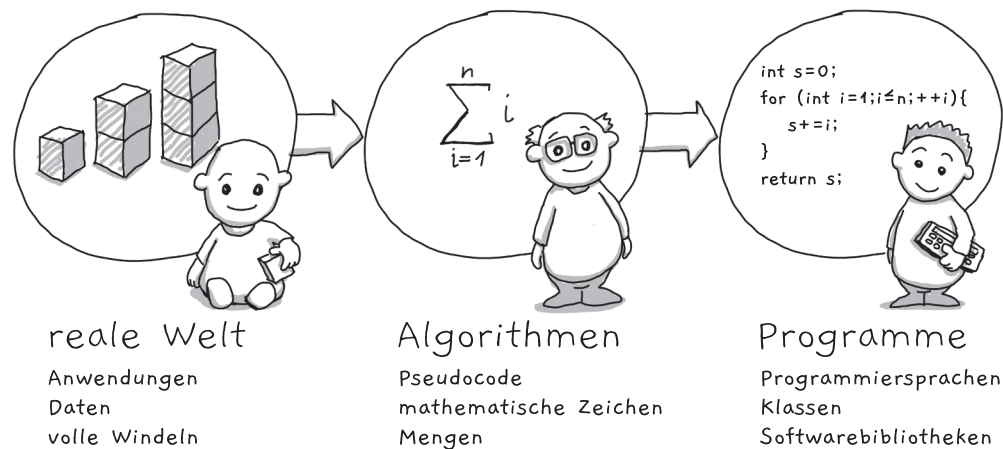 n
∑ i
i=1
int s=0;
for (int i=1;i≤n;++i){
s+=i;
}
return s;
reale Welt
Anwendungen
Daten
volle Windeln
Algorithmen
Pseudocode
mathematische Zeichen
Mengen
Programme
Programmiersprachen
Klassen
Softwarebibliotheken